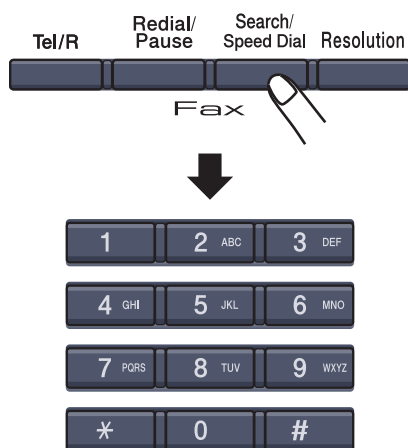 Tel/R Redial/ Pause Search/ Speed Dial Resolution
Fax
1 2 ABC 3 DEF
4 GHI 5 JKL 6 MNO
7 PQRS 8 TUV 9 WXYZ
* 0 #